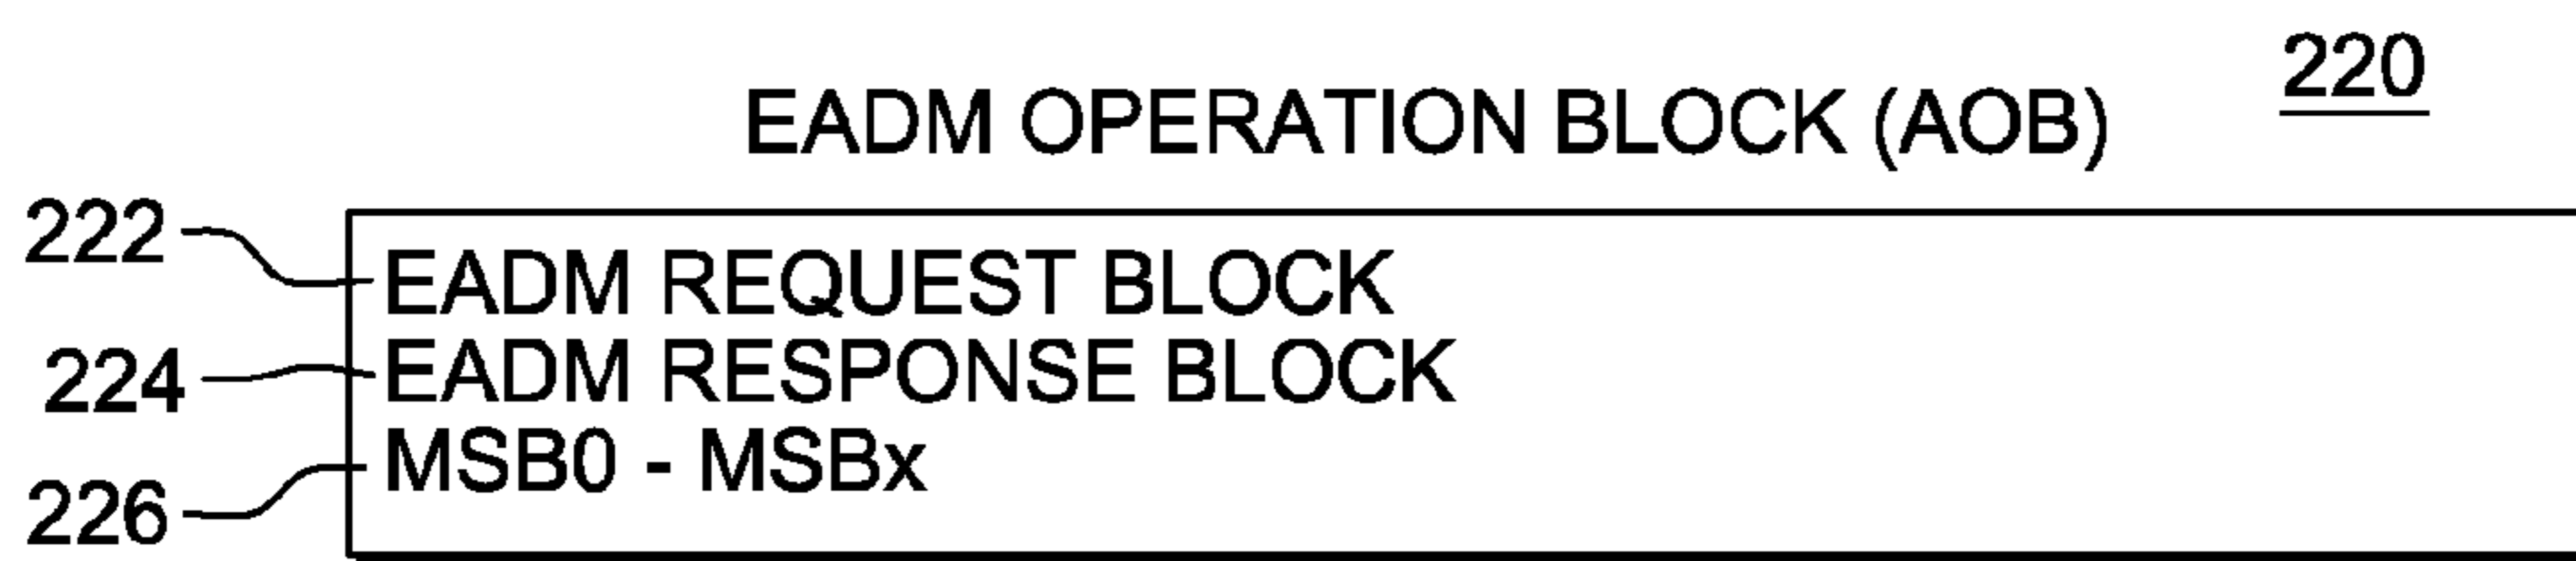 220
EADM OPERATION BLOCK (AOB)
222 EADM REQUEST BLOCK
224 EADM RESPONSE BLOCK
226 MSB0 - MSBx